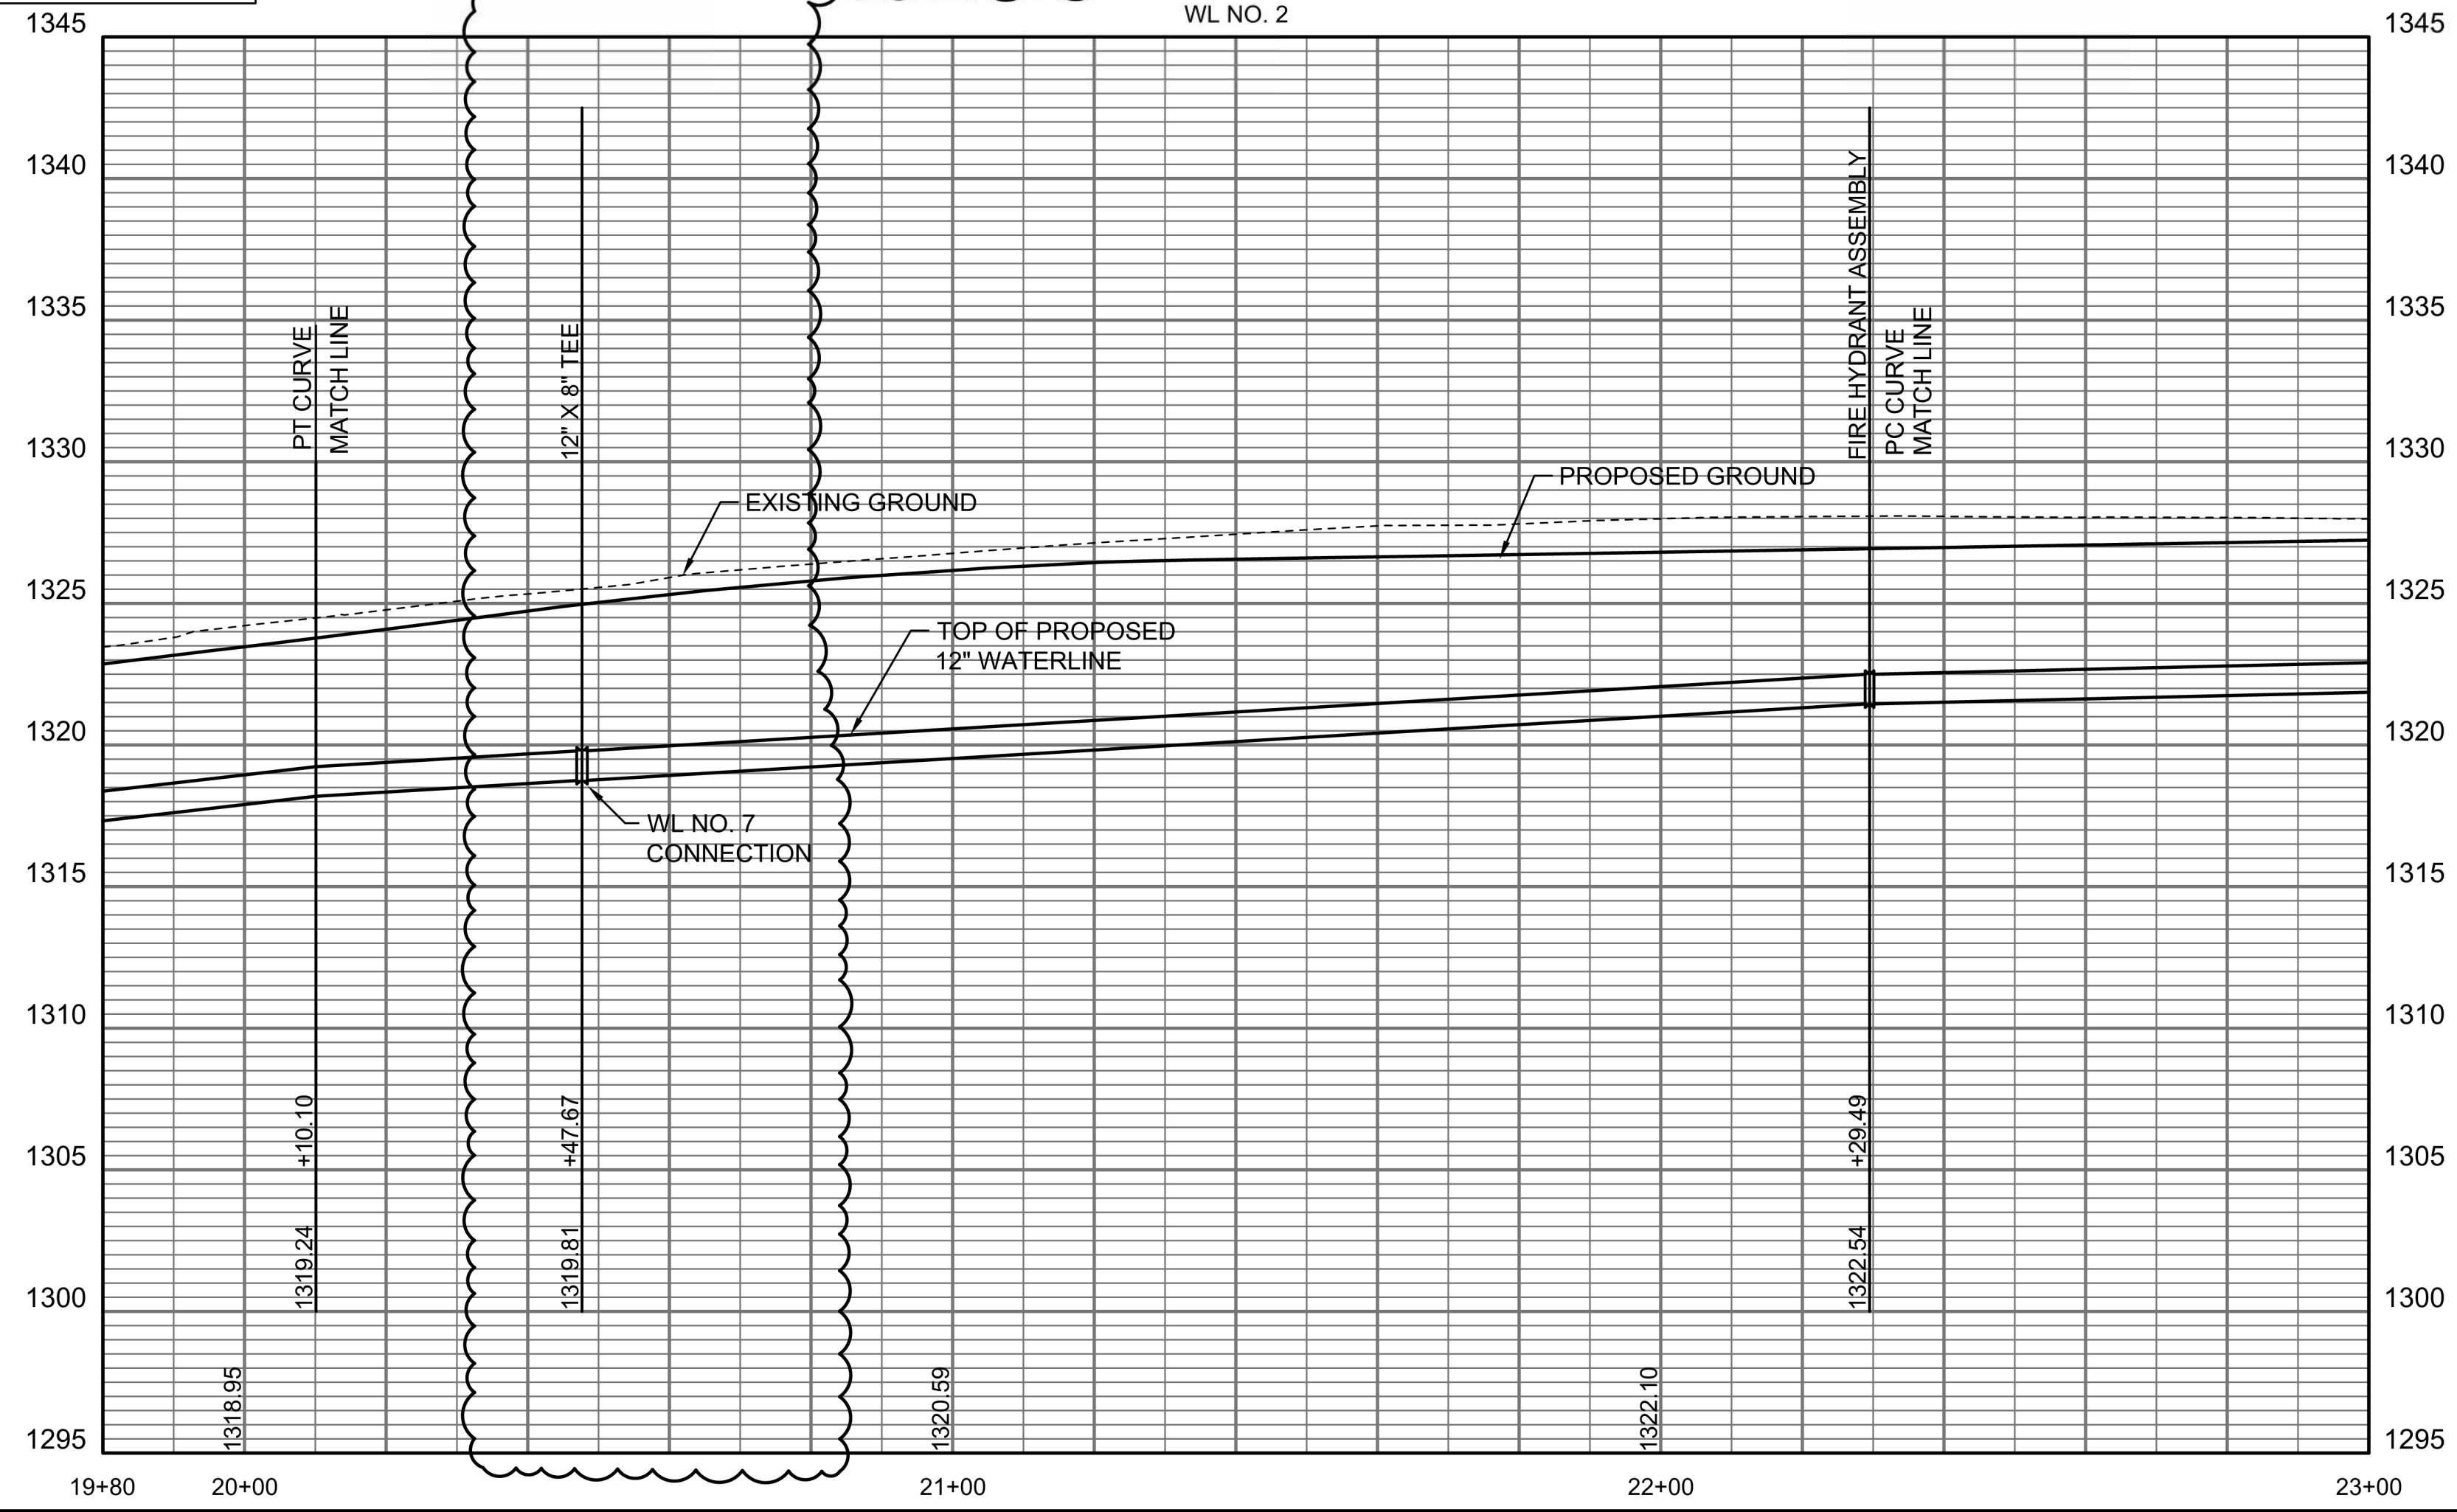 WL NO. 2
1345
1345
1340
1340
1335
1335
1330
1330
1325
1325
1320
1320
1315
1315
1310
1310
1305
1305
1300
1300
1295
1295
PT CURVE
MATCH LINE
12" X 8" TEE
FIRE HYDRANT ASSEMBLY
PC CURVE
MATCH LINE
EXISTING GROUND
PROPOSED GROUND
TOP OF PROPOSED
12" WATERLINE
WL NO. 7
CONNECTION
+10.10
1319.24
+47.67
1319.81
+29.49
1322.54
1318.95
1320.59
1322.10
19+80
20+00
21+00
22+00
23+00